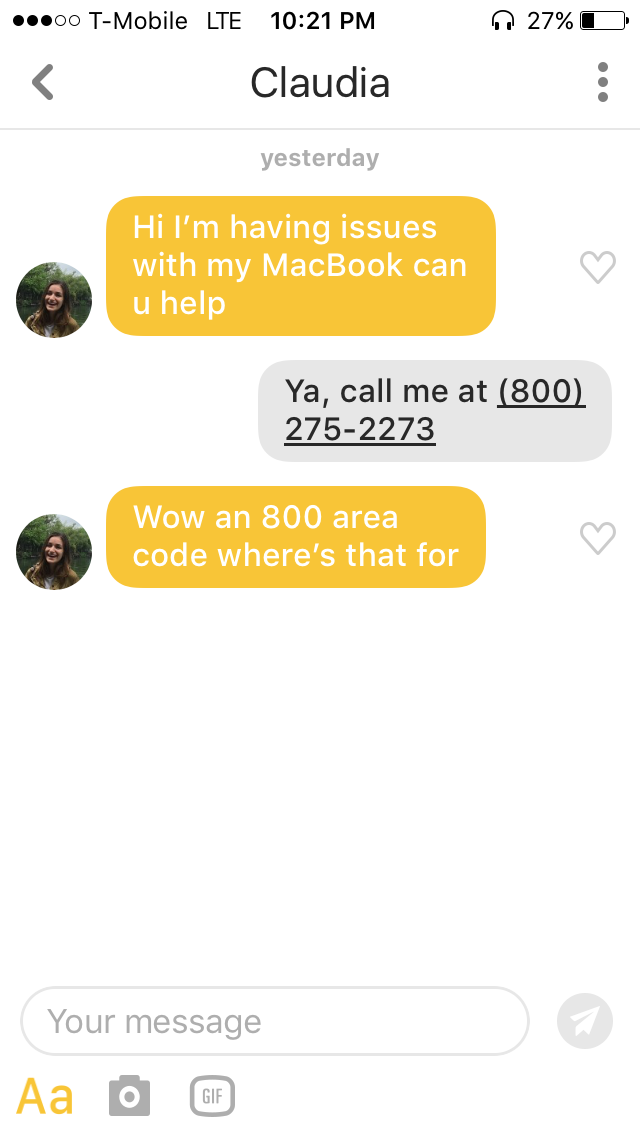 T-Mobile LTE 10:21 PM 27%
Claudia
yesterday
Hi I'm having issues
with my MacBook can
u help
Ya, call me at (800)
275-2273
Wow an 800 area
code where's that for
Your message
Aa GIF